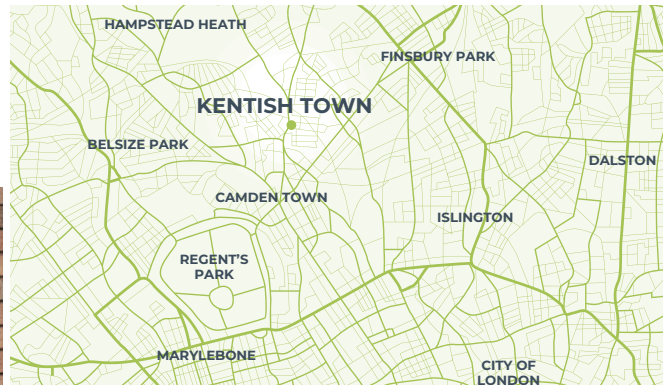 HAMPSTEAD HEATH
FINSBURY PARK
KENTISH TOWN
BELSIZE PARK
DALSTON
CAMDEN TOWN
ISLINGTON
REGENT'S
PARK
MARYLEBONE
CITY OF
LONDON